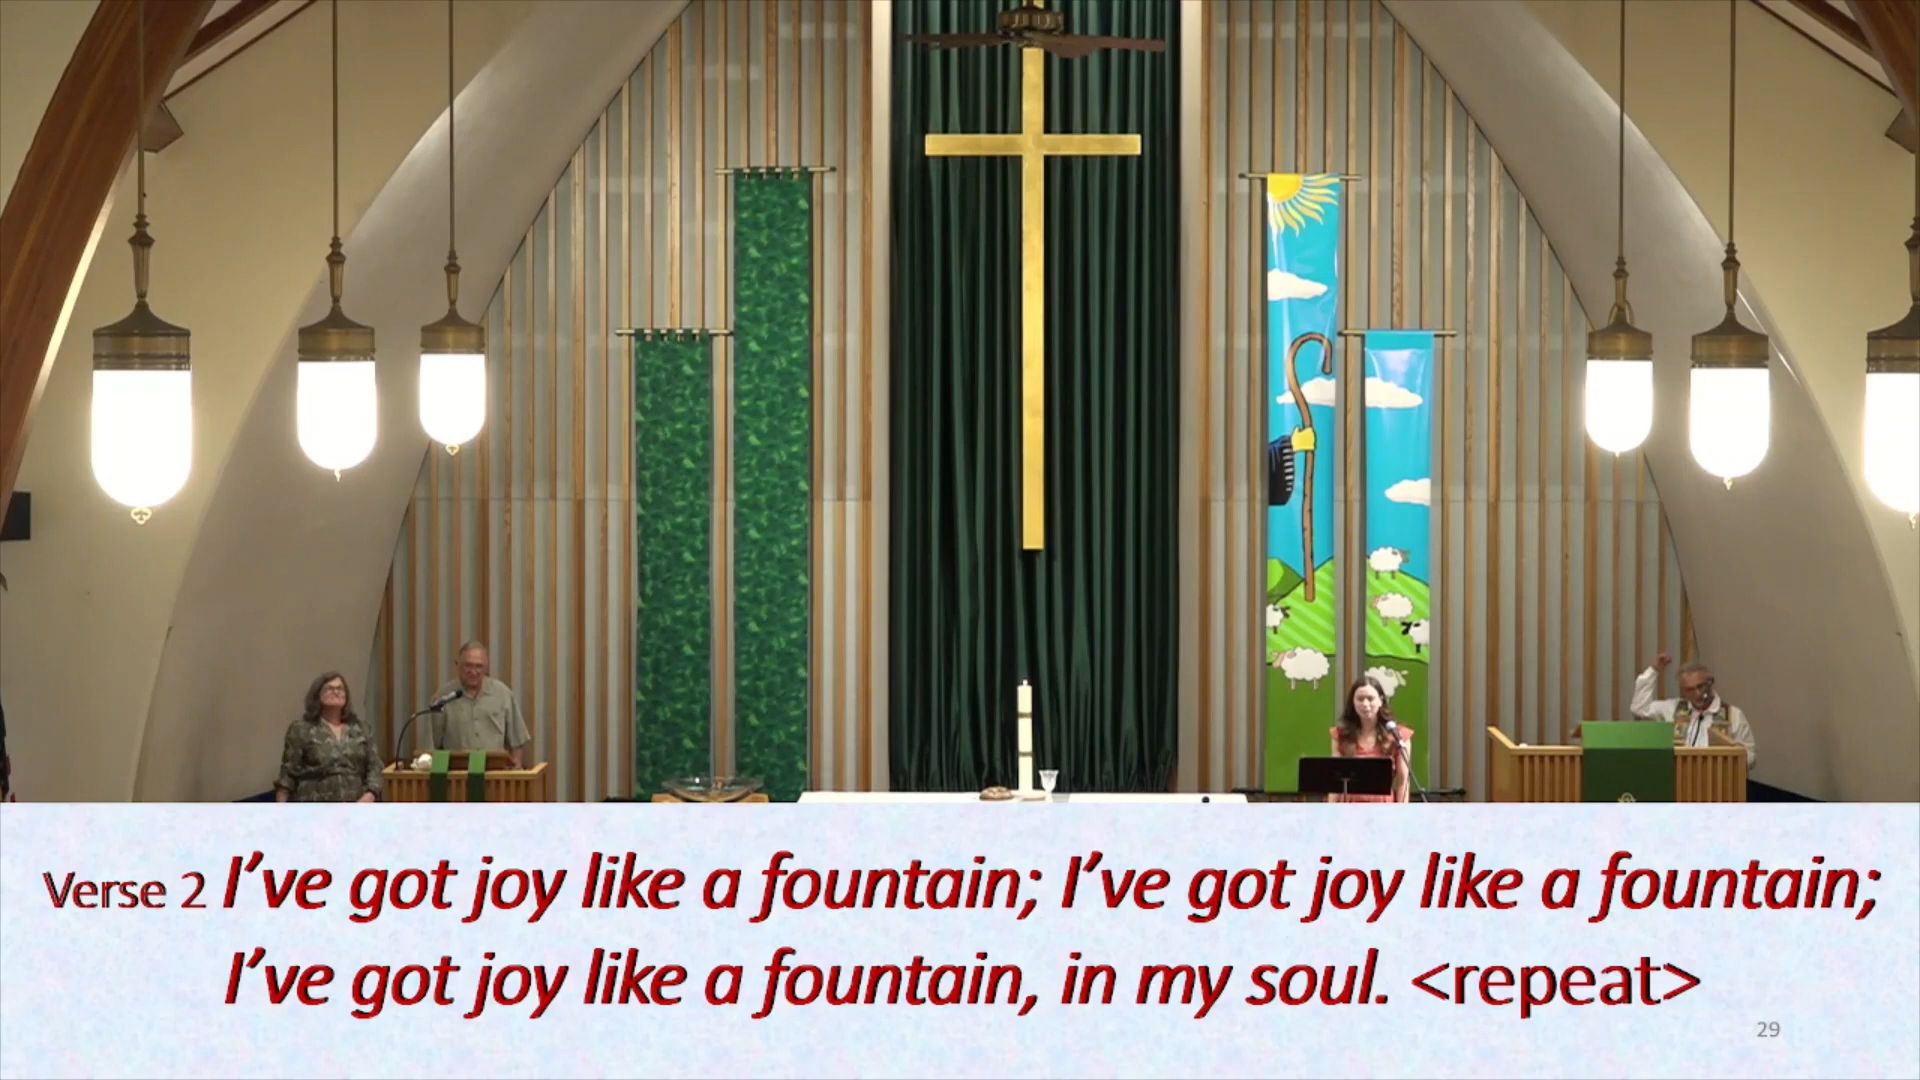 Verse 2 I’ve got joy like a fountain; I’ve got joy like a fountain;
I’ve got joy like a fountain, in my soul. <repeat>
29